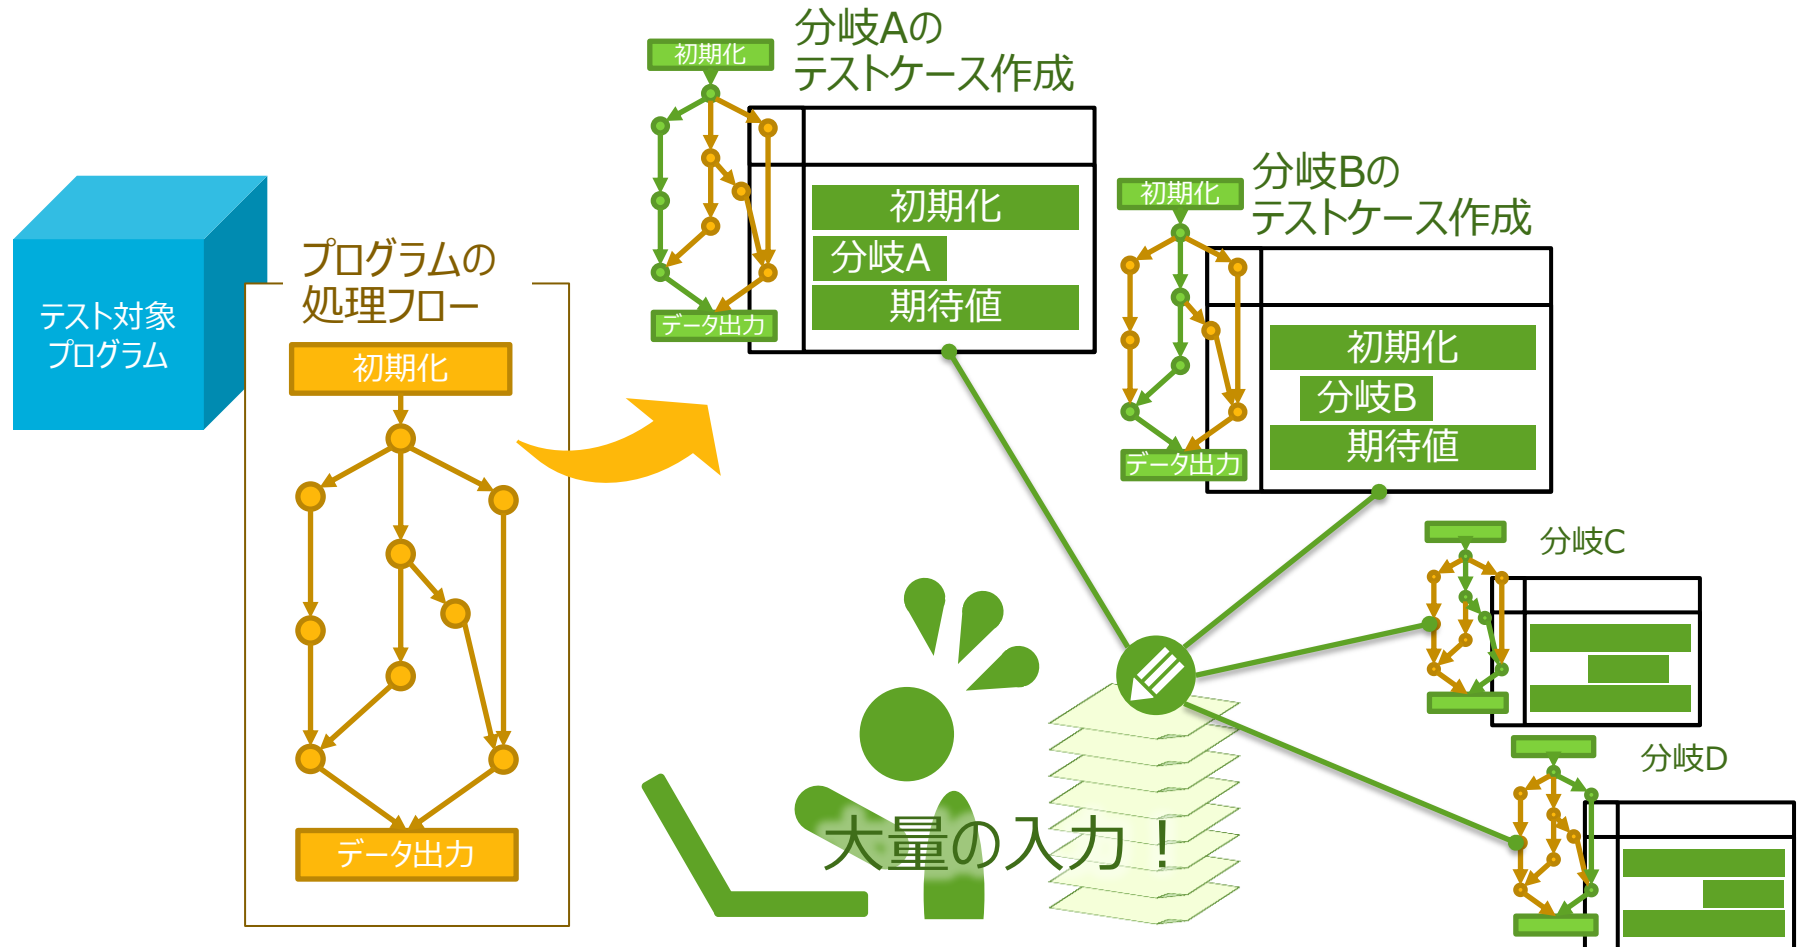 テスト対象
プログラム
プログラムの
処理フロー
初期化
データ出力
分岐Aの
テストケース作成
初期化
データ出力
初期化
分岐A
期待値
分岐Bの
テストケース作成
初期化
データ出力
初期化
分岐B
期待値
分岐C
分岐D
大量の入力！